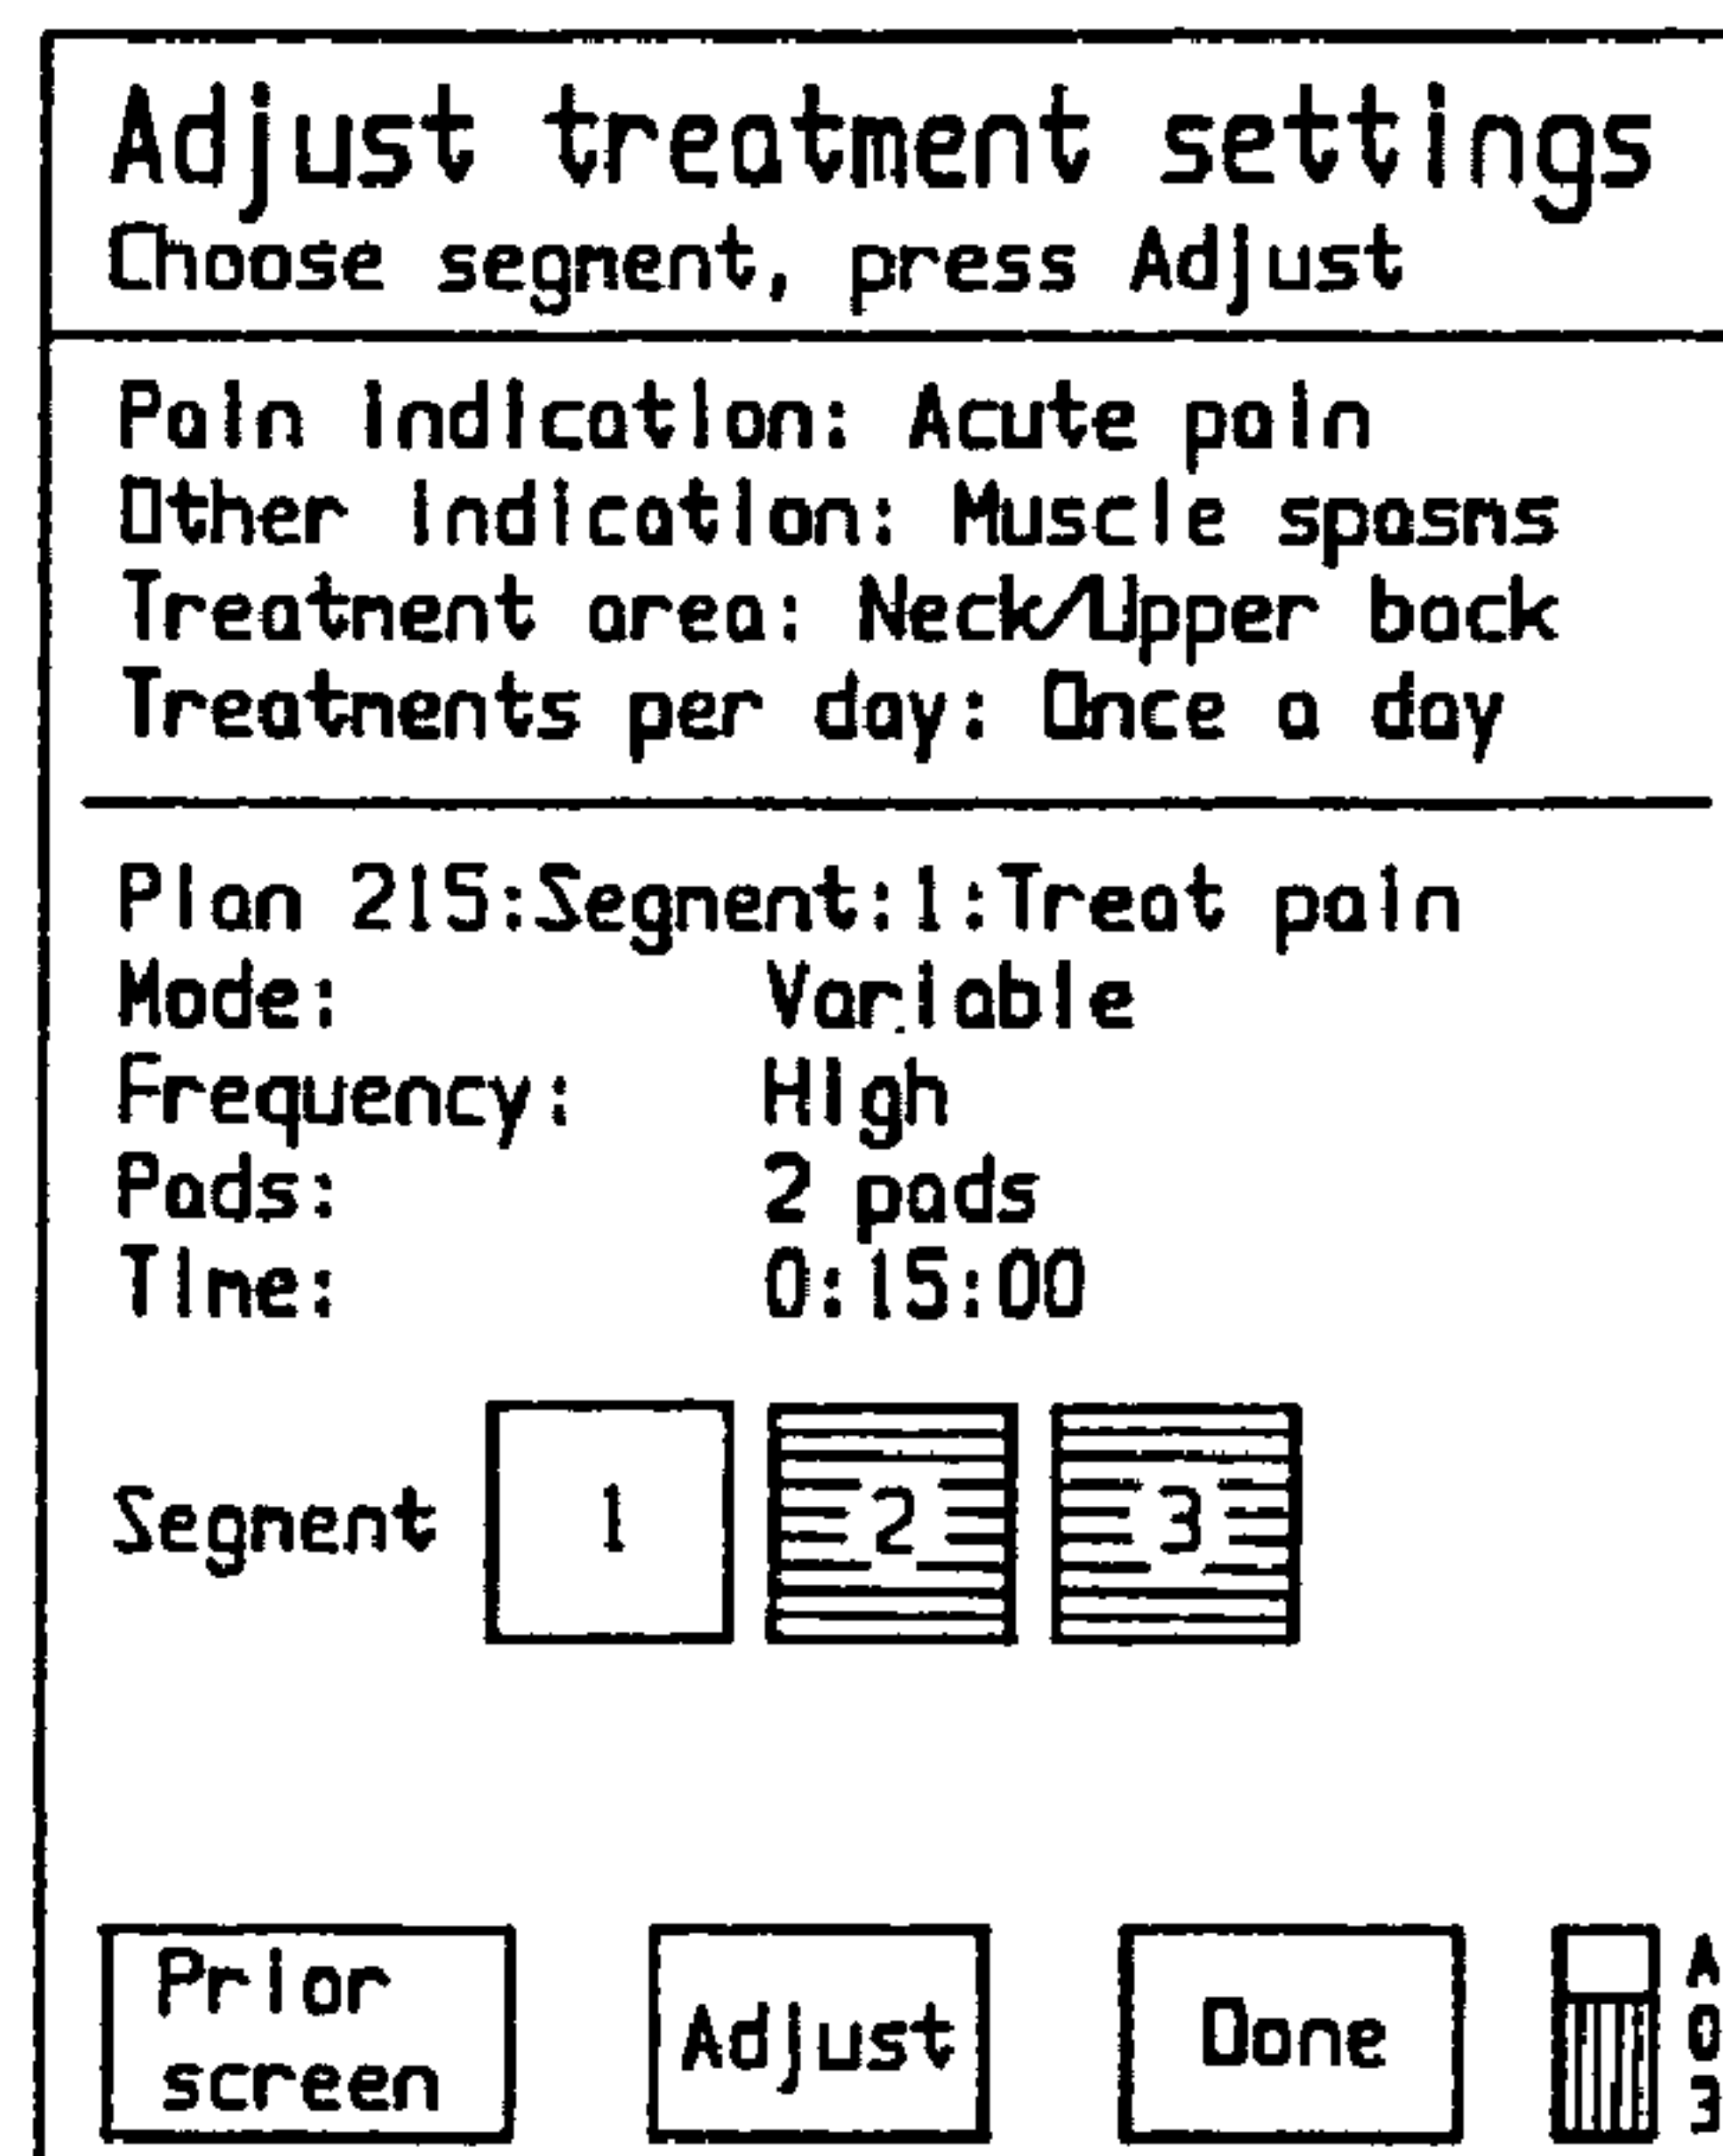 Adjust treatment settings
Choose segment, press Adjust
Pain indication: Acute pain
Other indication: Muscle spasms
Treatment area: Neck/Upper back
Treatments per day: Once a day
Plan 215:Segment:1:Treat pain
Mode: Variable
Frequency: High
Pads: 2 pads
Time: 0:15:00
Segment 1 2 3
Prior
screen
Adjust
Done
A
0
3